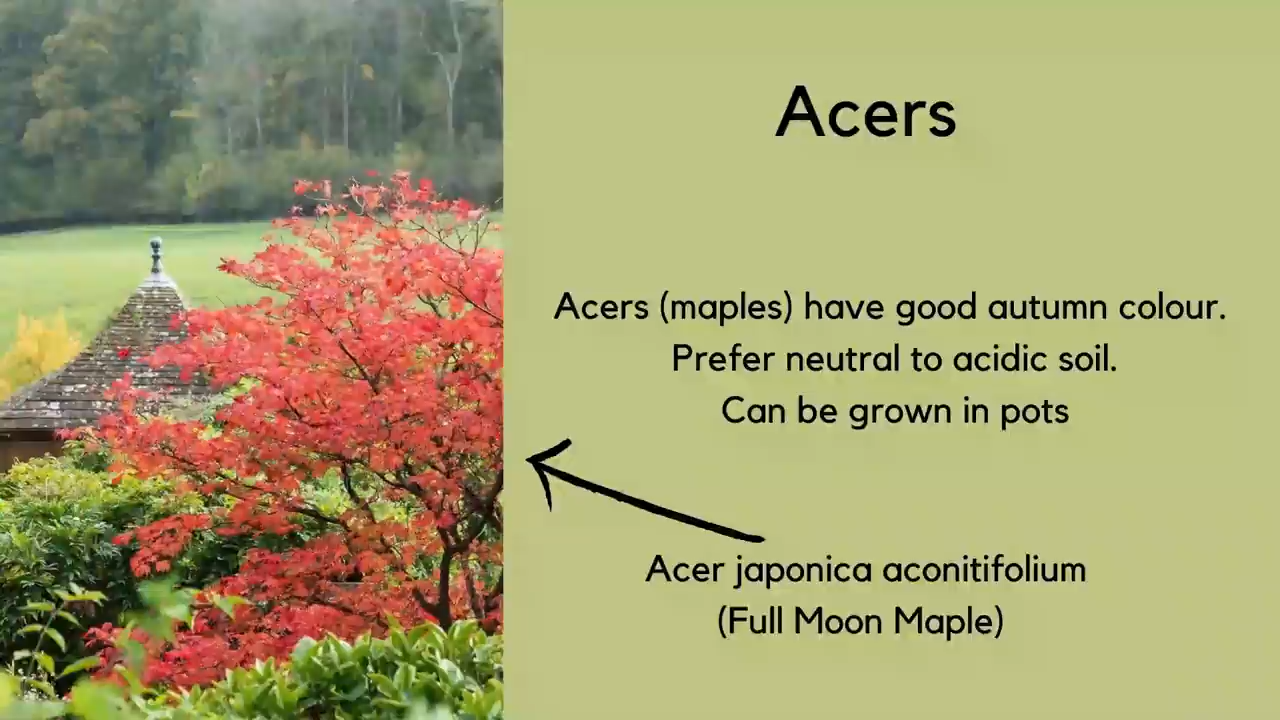 Acers
Acers (maples) have good autumn colour.
Prefer neutral to acidic soil.
Can be grown in pots
Acer japonica aconitifolium
(Full Moon Maple)